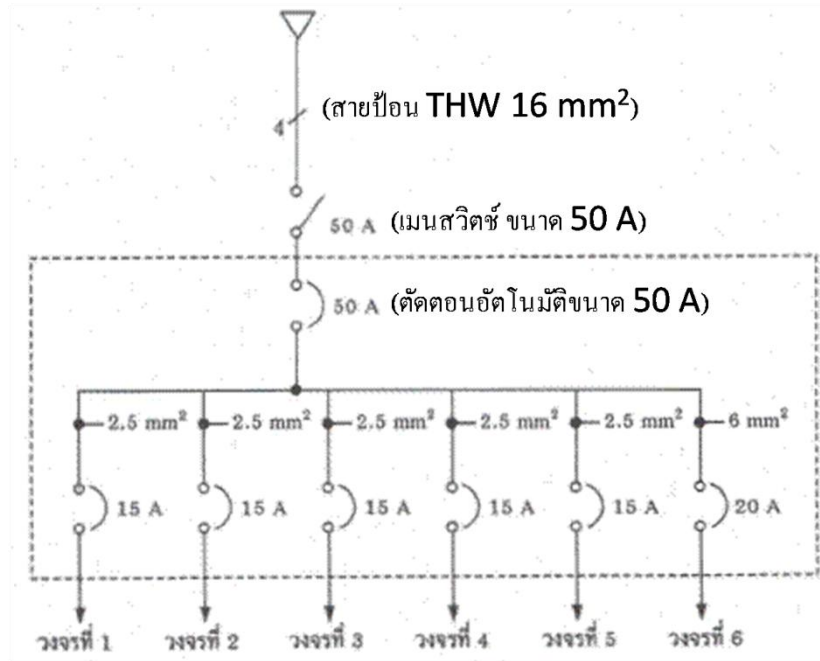 4 (สายป้อน THW 16 mm²)
50 A (เมนสวิตช์ ขนาด 50 A)
50 A (ตัดตอนอัตโนมัติขนาด 50 A)
2.5 mm² 2.5 mm² 2.5 mm² 2.5 mm² 2.5 mm² 6 mm²
15 A 15 A 15 A 15 A 15 A 20 A
วงจรที่ 1 วงจรที่ 2 วงจรที่ 3 วงจรที่ 4 วงจรที่ 5 วงจรที่ 6